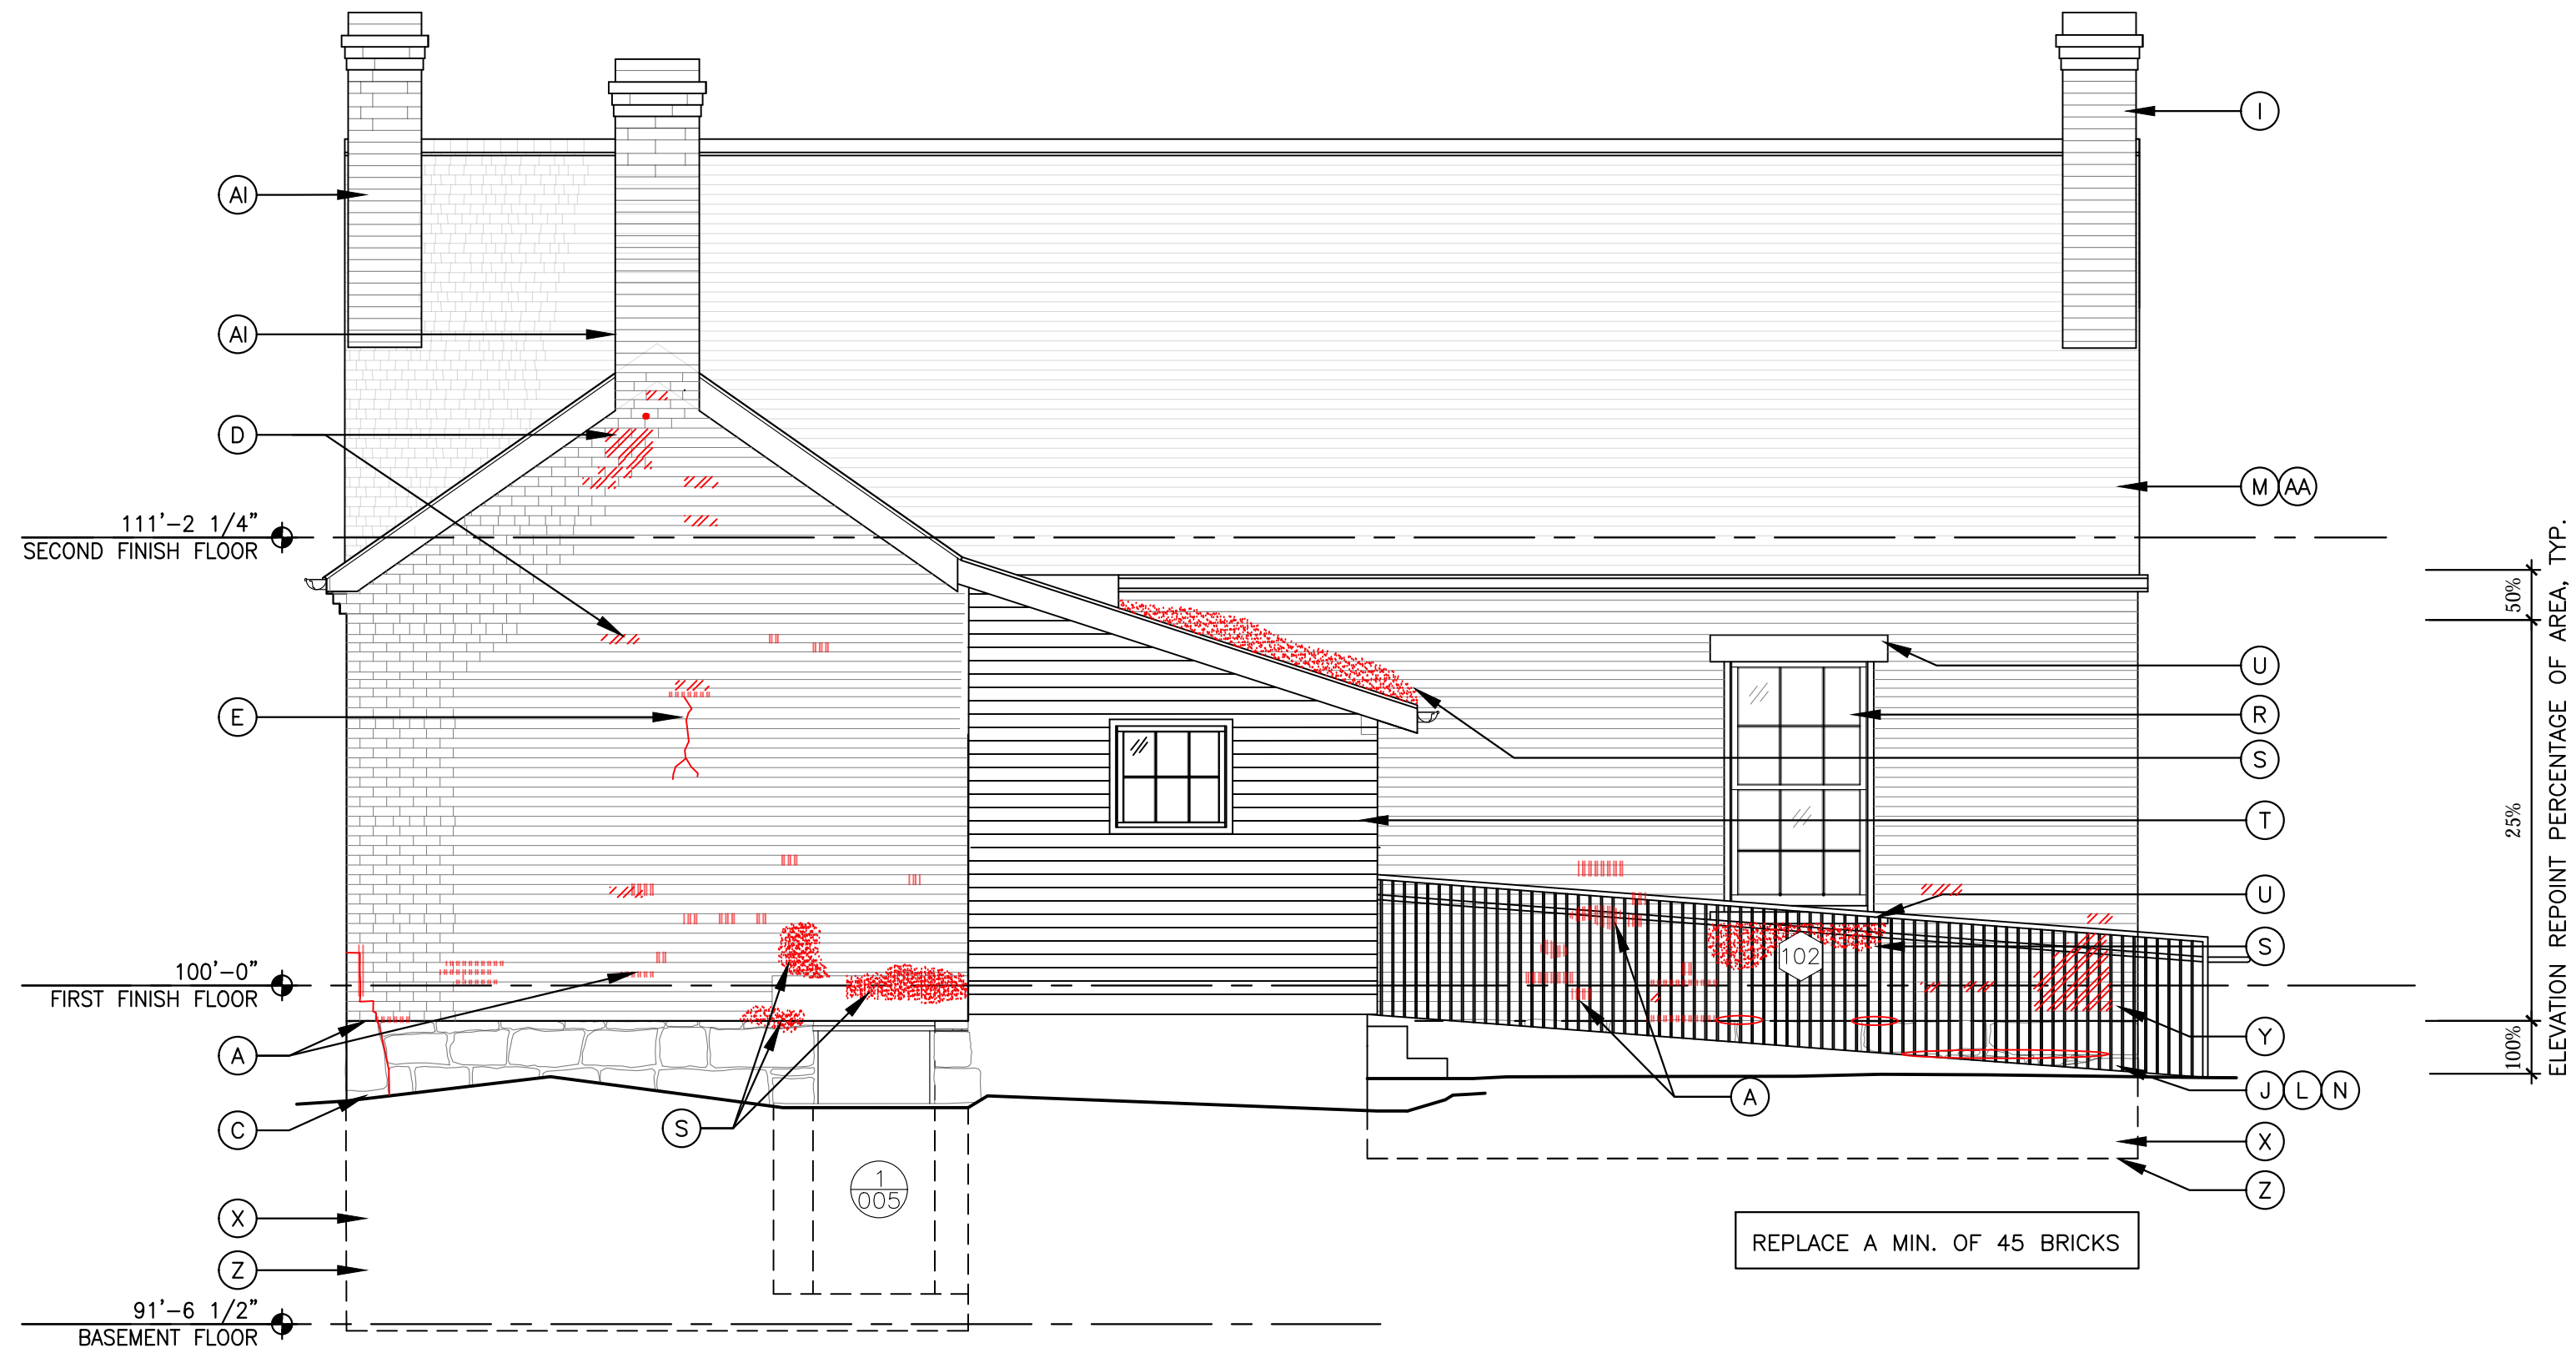 I
AI
AI
D
M AA
111'-2 1/4"
SECOND FINISH FLOOR
50%
U
E
R
S
T
25%
U
S
102
100'-0"
FIRST FINISH FLOOR
Y
A
100%
J L N
A
C
S
X
1
005
Z
X
REPLACE A MIN. OF 45 BRICKS
Z
91'-6 1/2"
BASEMENT FLOOR
ELEVATION REPOINT PERCENTAGE OF AREA, TYP.